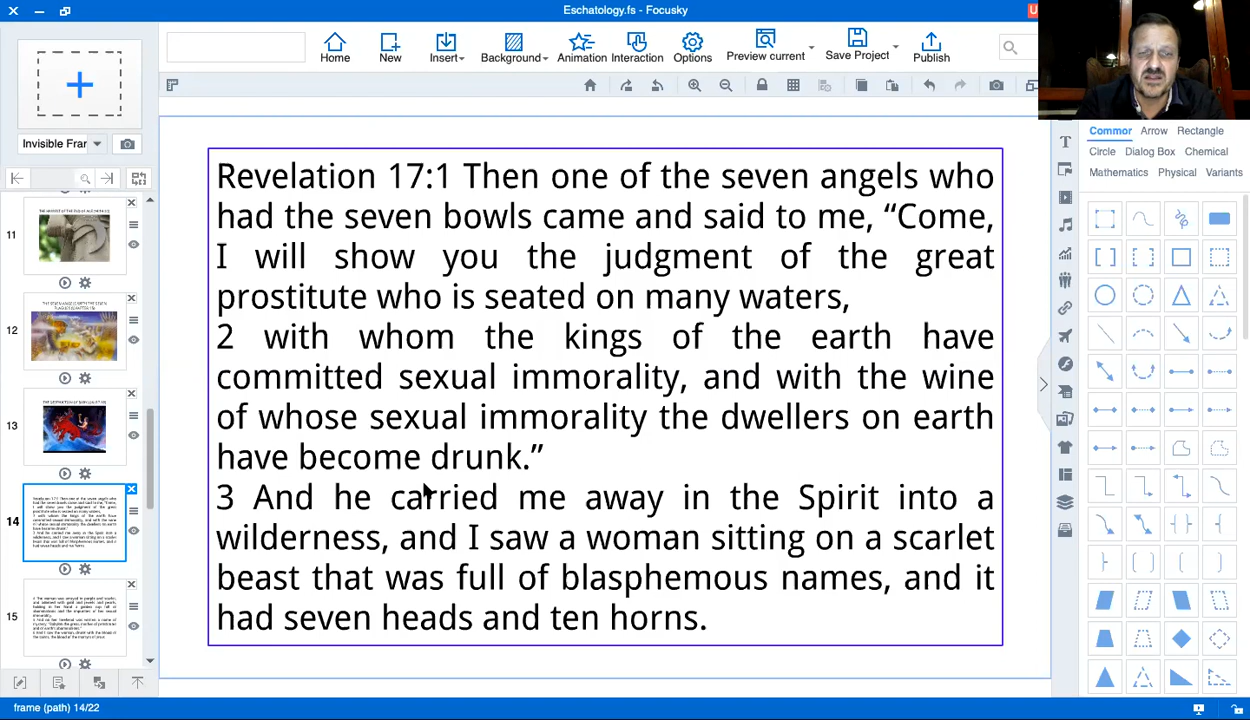 Eschatology.fs - Focusky
Home
New
Insert
Background
Animation
Interaction
Options
Preview current
Save Project
Publish
Invisible Frar
11
12
13
14
15
Revelation 17:1 Then one of the seven angels who
had the seven bowls came and said to me, “Come,
I will show you the judgment of the great
prostitute who is seated on many waters,
2 with whom the kings of the earth have
committed sexual immorality, and with the wine
of whose sexual immorality the dwellers on earth
have become drunk.”
3 And he carried me away in the Spirit into a
wilderness, and I saw a woman sitting on a scarlet
beast that was full of blasphemous names, and it
had seven heads and ten horns.
Commor
Arrow
Rectangle
Circle
Dialog Box
Chemical
Mathematics
Physical
Variants
frame (path) 14/22